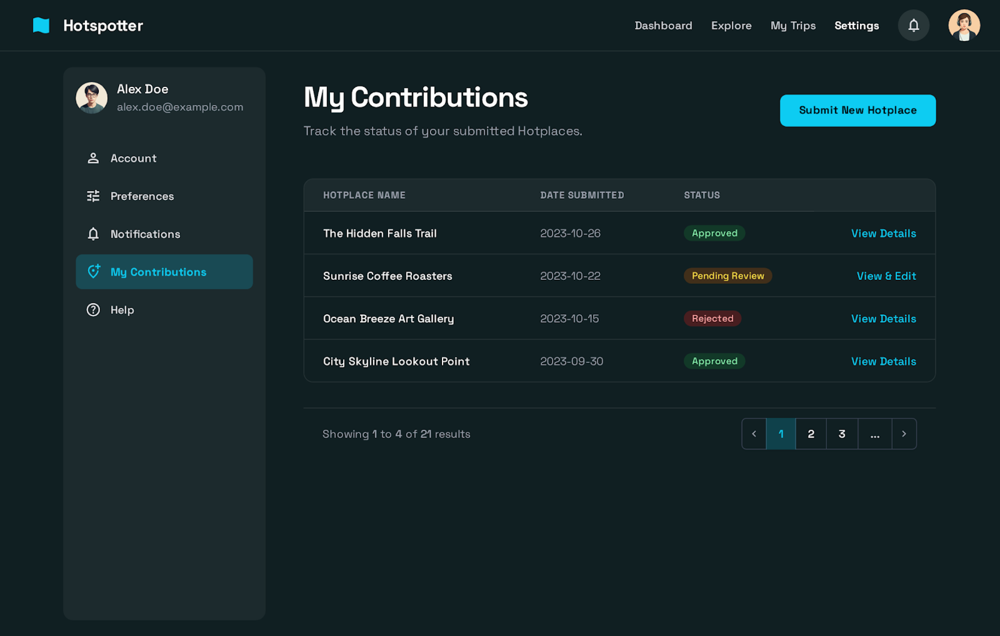 Hotspotter
Dashboard Explore My Trips Settings
Alex Doe
alex.doe@example.com
Account
Preferences
Notifications
My Contributions
Help
My Contributions
Track the status of your submitted Hotplaces.
Submit New Hotplace
HOTPLACE NAME DATE SUBMITTED STATUS
The Hidden Falls Trail 2023-10-26 Approved View Details
Sunrise Coffee Roasters 2023-10-22 Pending Review View & Edit
Ocean Breeze Art Gallery 2023-10-15 Rejected View Details
City Skyline Lookout Point 2023-09-30 Approved View Details
Showing 1 to 4 of 21 results
1 2 3 ...